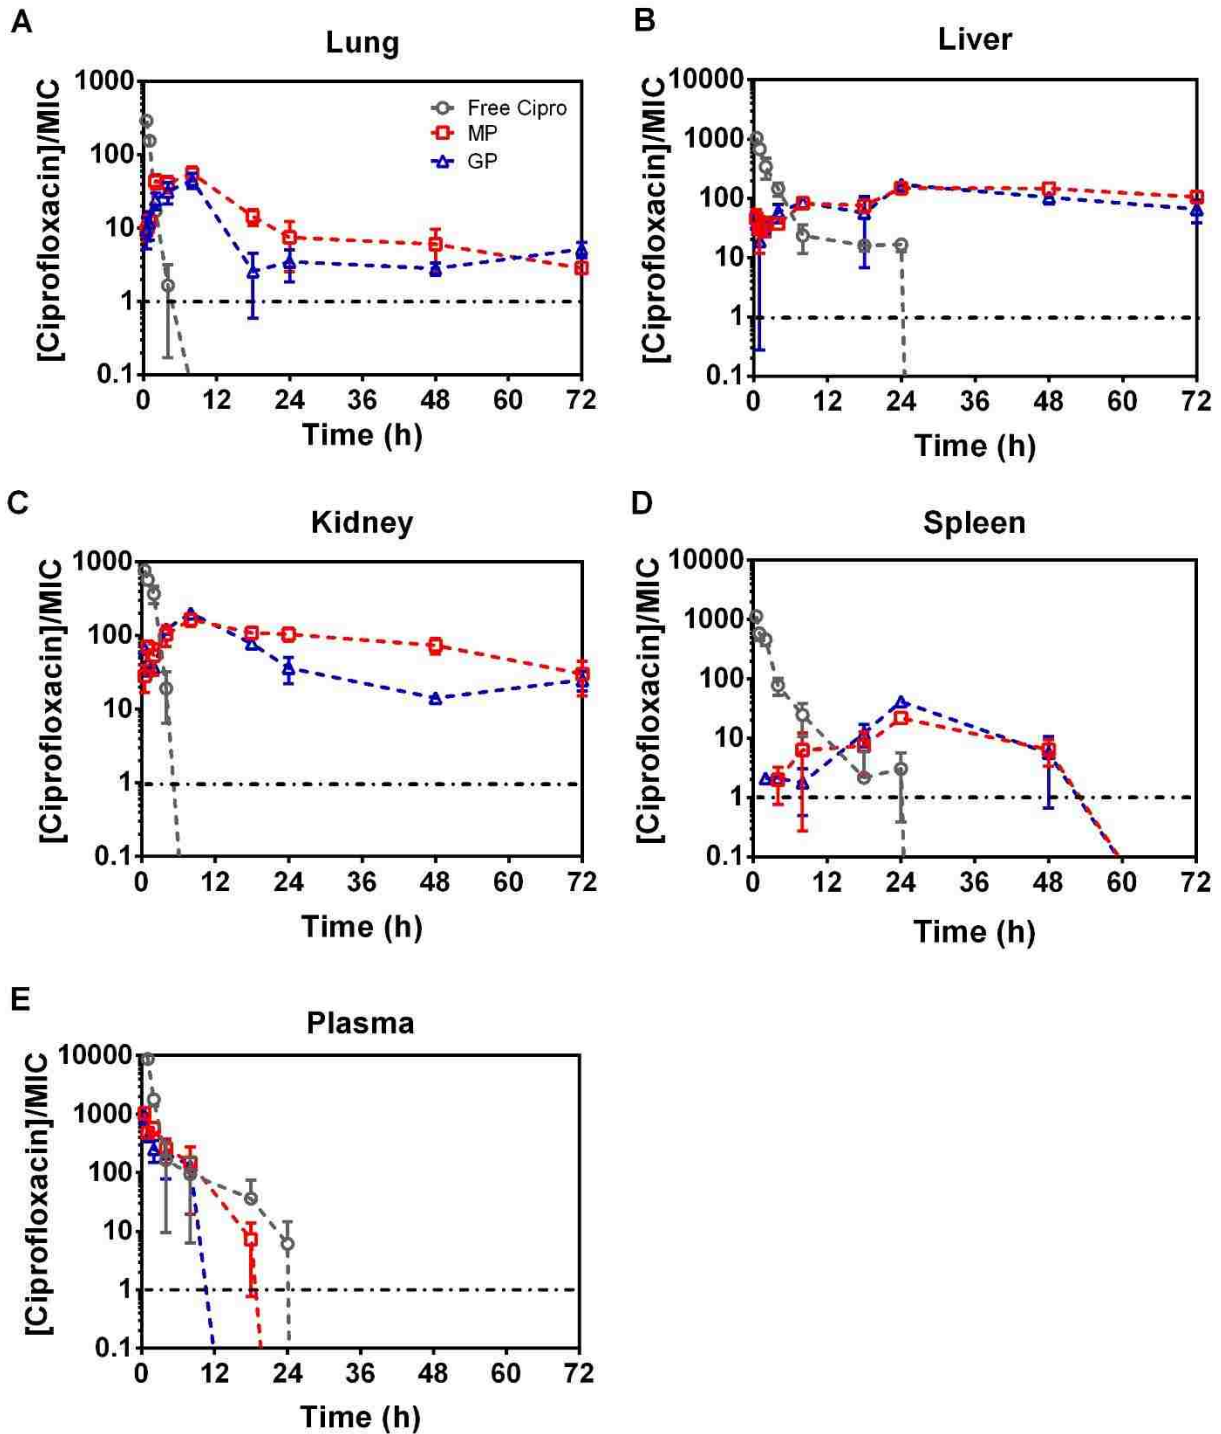 A
Lung
[Ciprofloxacin]/MIC
1000
100
10
1
0.1
Free Cipro
MP
GP
0 12 24 36 48 60 72
Time (h)
B
Liver
[Ciprofloxacin]/MIC
10000
1000
100
10
1
0.1
0 12 24 36 48 60 72
Time (h)
C
Kidney
[Ciprofloxacin]/MIC
1000
100
10
1
0.1
0 12 24 36 48 60 72
Time (h)
D
Spleen
[Ciprofloxacin]/MIC
10000
1000
100
10
1
0.1
0 12 24 36 48 60 72
Time (h)
E
Plasma
[Ciprofloxacin]/MIC
10000
1000
100
10
1
0.1
0 12 24 36 48 60 72
Time (h)